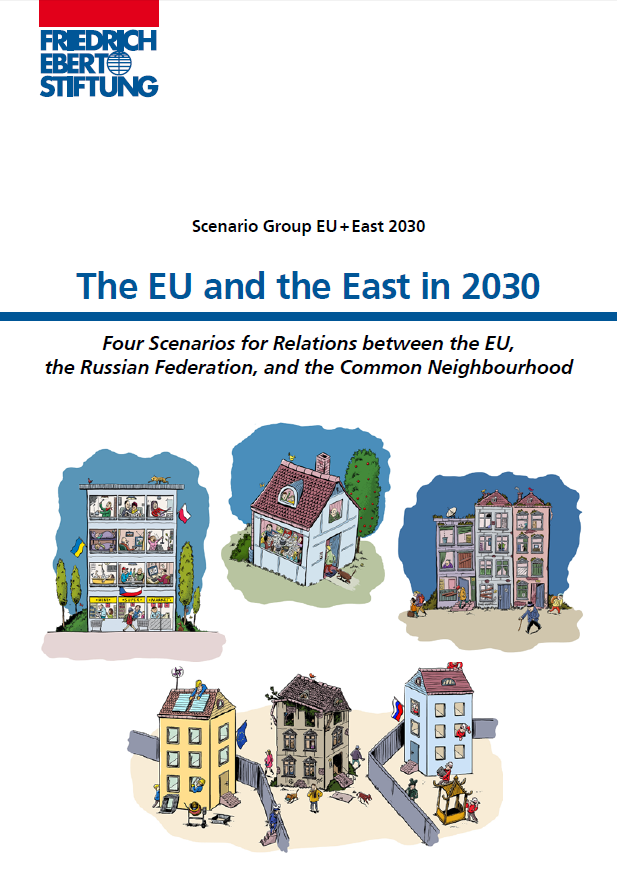 FRIEDRICH
EBERT
STIFTUNG
Scenario Group EU+East 2030
The EU and the East in 2030
Four Scenarios for Relations between the EU,
the Russian Federation, and the Common Neighbourhood